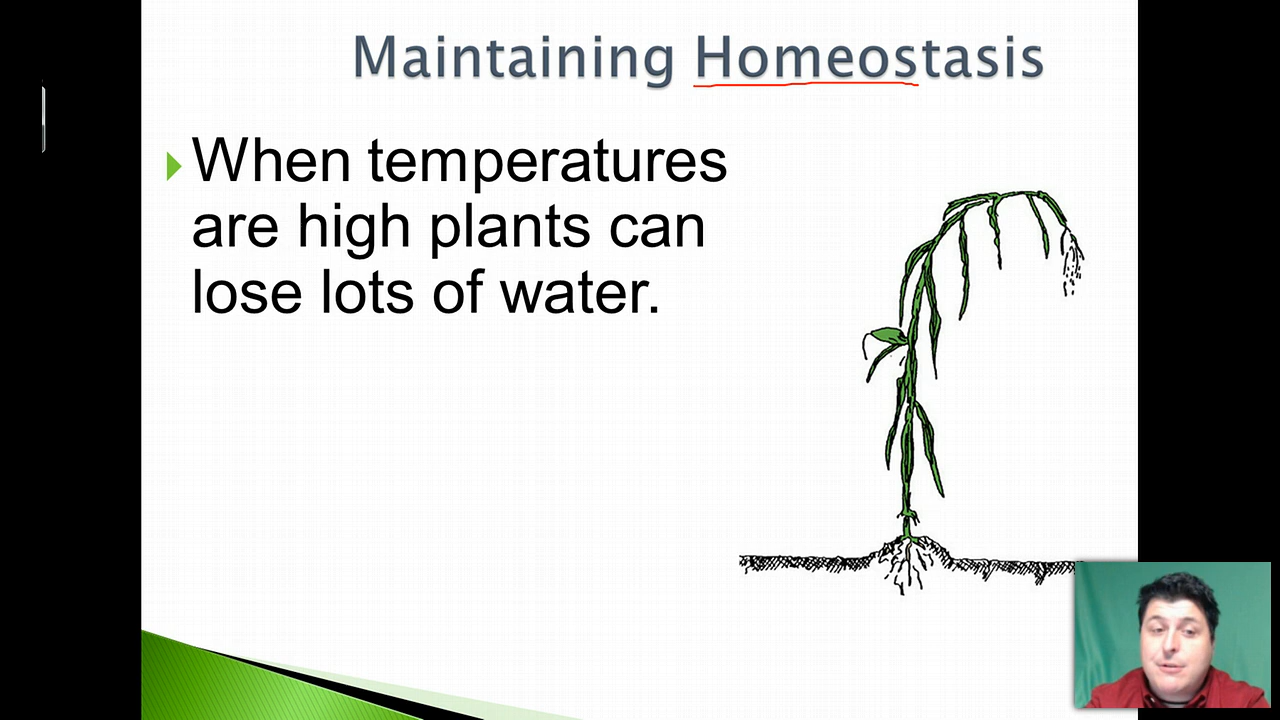 Maintaining Homeostasis
When temperatures
are high plants can
lose lots of water.